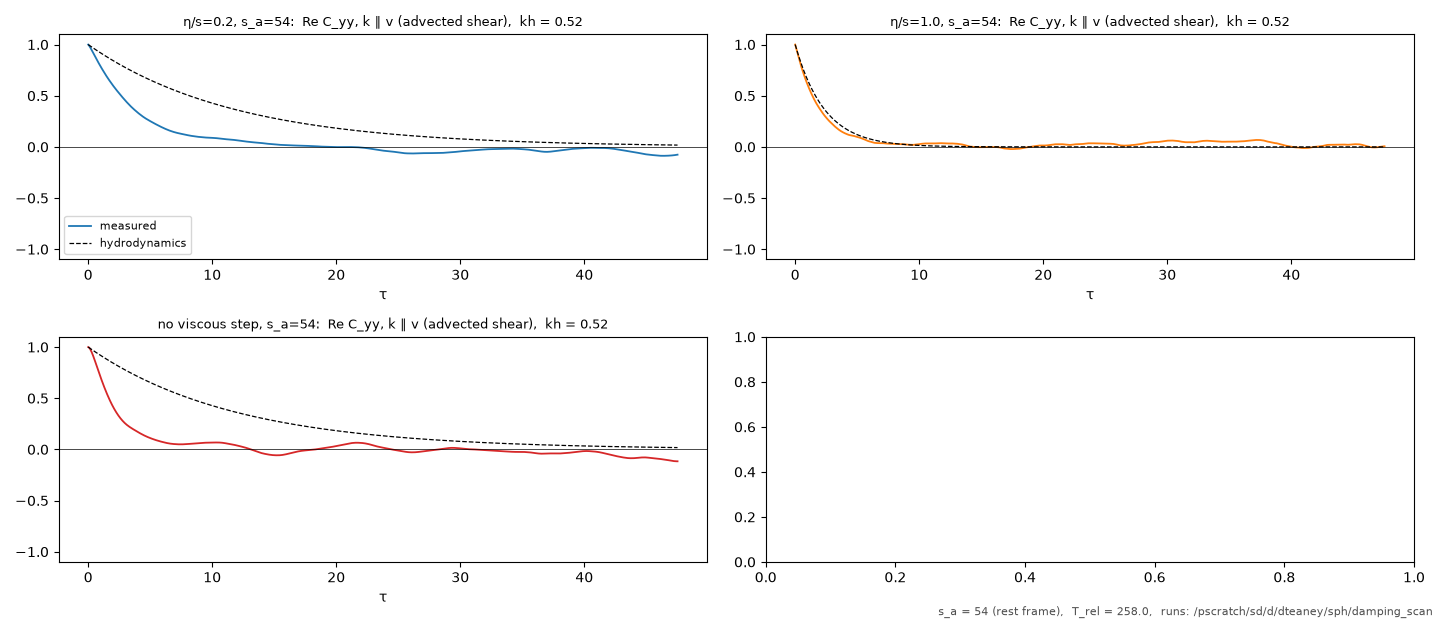 η/s=0.2, s_a=54:  Re C_yy, k ∥ v (advected shear),  kh = 0.52
1.0
0.5
0.0
−0.5
−1.0
measured
hydrodynamics
0 10 20 30 40
τ
η/s=1.0, s_a=54:  Re C_yy, k ∥ v (advected shear),  kh = 0.52
1.0
0.5
0.0
−0.5
−1.0
0 10 20 30 40
τ
no viscous step, s_a=54:  Re C_yy, k ∥ v (advected shear),  kh = 0.52
1.0
0.5
0.0
−0.5
−1.0
0 10 20 30 40
τ
1.0
0.8
0.6
0.4
0.2
0.0
0.0 0.2 0.4 0.6 0.8 1.0
s_a = 54 (rest frame),  T_rel = 258.0,  runs: /pscratch/sd/d/dteaney/sph/damping_scan